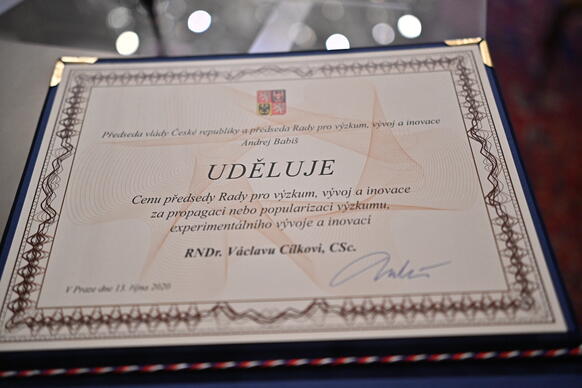 Předseda vlády České republiky a předseda Rady pro výzkum, vývoj a inovace
Andrej Babiš
UDĚLUJE
Cenu předsedy Rady pro výzkum, vývoj a inovace
za propagaci nebo popularizaci výzkumu,
experimentálního vývoje a inovací
RNDr. Václavu Cílkovi, CSc.
V Praze dne 13. října 2020